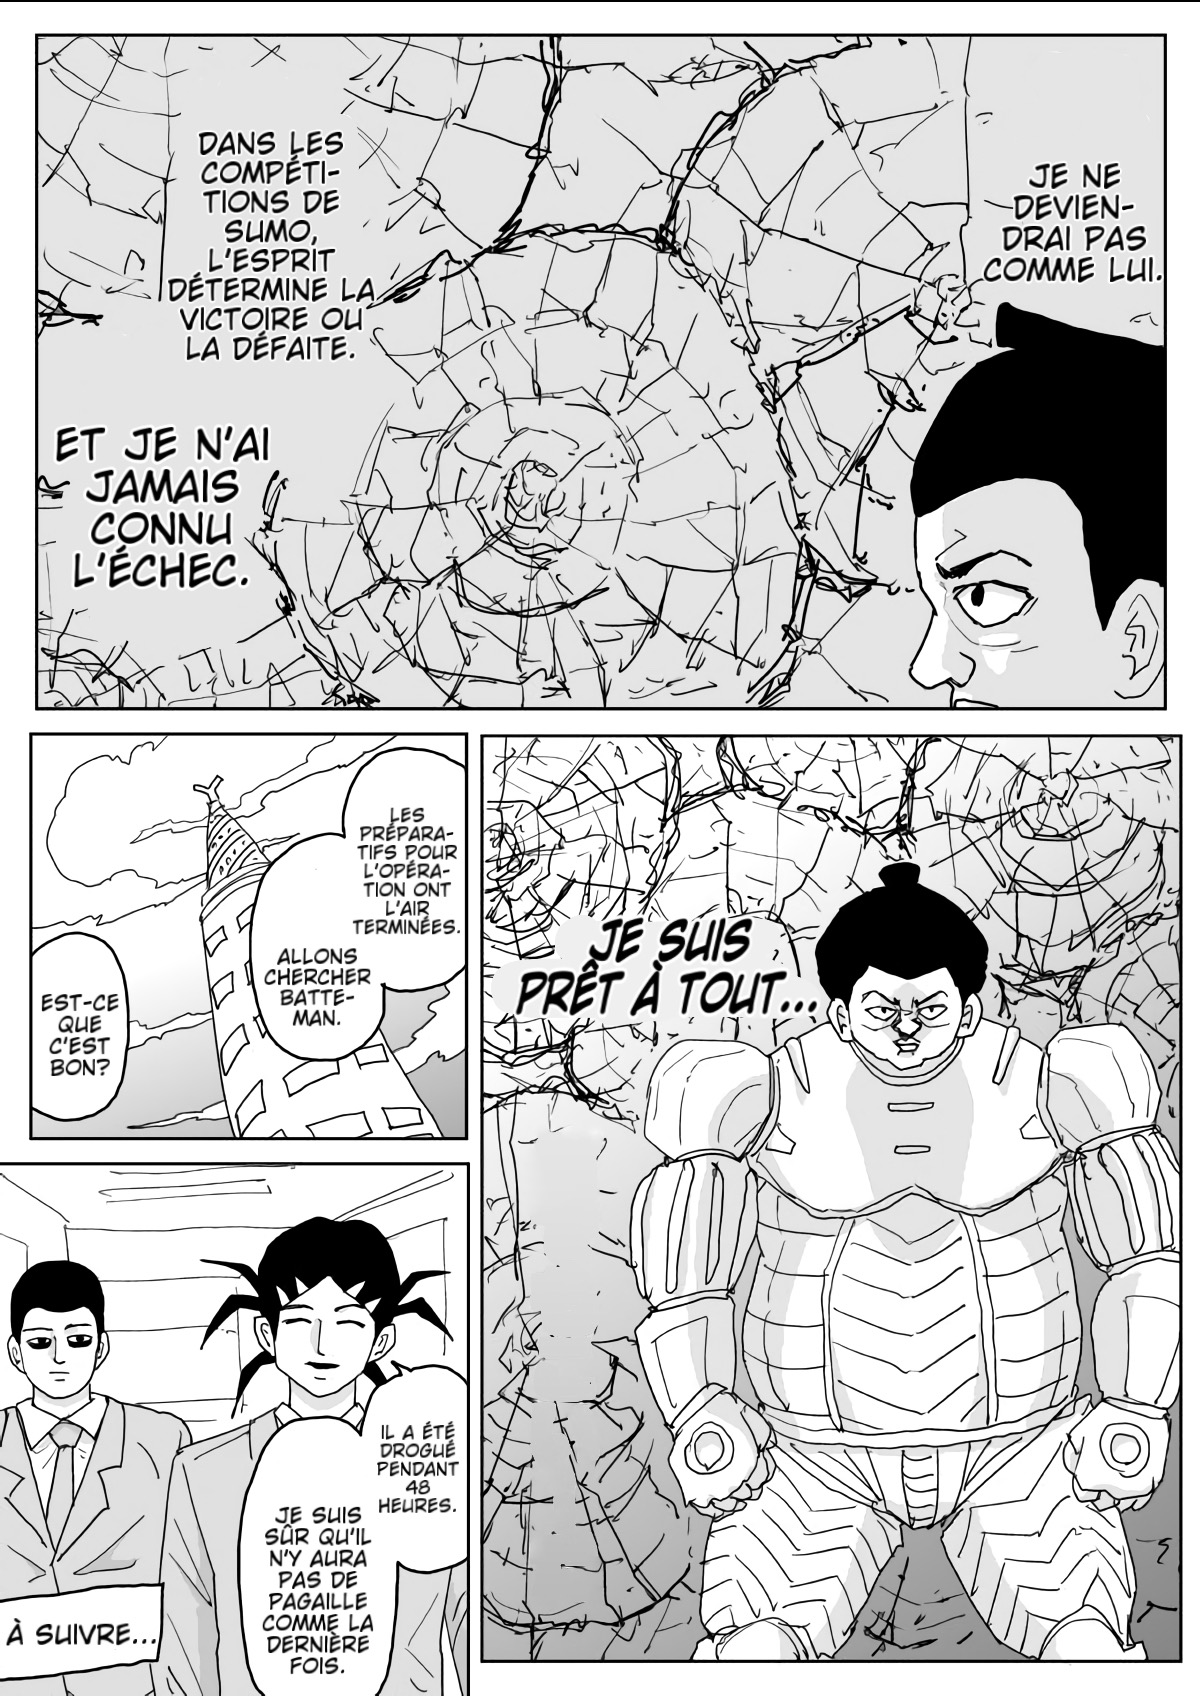 JE NE
DEVIEN-
DRAI PAS
COMME LUI.
DANS LES
COMPÉTI-
TIONS DE
SUMO,
L'ESPRIT
DÉTERMINE LA
VICTOIRE OU
LA DÉFAITE.
ET JE N'AI
JAMAIS
CONNU
L'ÉCHEC.
JE SUIS
PRÊT À TOUT...
LES
PRÉPARA-
TIFS POUR
L'OPÉRA-
TION ONT
L'AIR
TERMINÉES.
ALLONS
CHERCHER
BATTE-
MAN.
EST-CE
QUE
C'EST
BON?
IL A ÉTÉ
DROGUÉ
PENDANT
48
HEURES.
JE SUIS
SÛR QU'IL
N'Y AURA
PAS DE
PAGAILLE
COMME LA
DERNIÈRE
FOIS.
À SUIVRE...